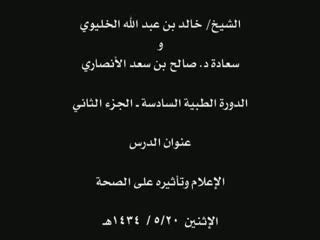 الشيخ/ خالد بن عبد الله الخليوي
و
سعادة د. صالح بن سعد الأنصاري
الدورة الطبية السادسة ـ الجزء الثاني
عنوان الدرس
الإعلام وتأثيره على الصحة
الإثنين ٥/٢٠ / ١٤٣٤هـ